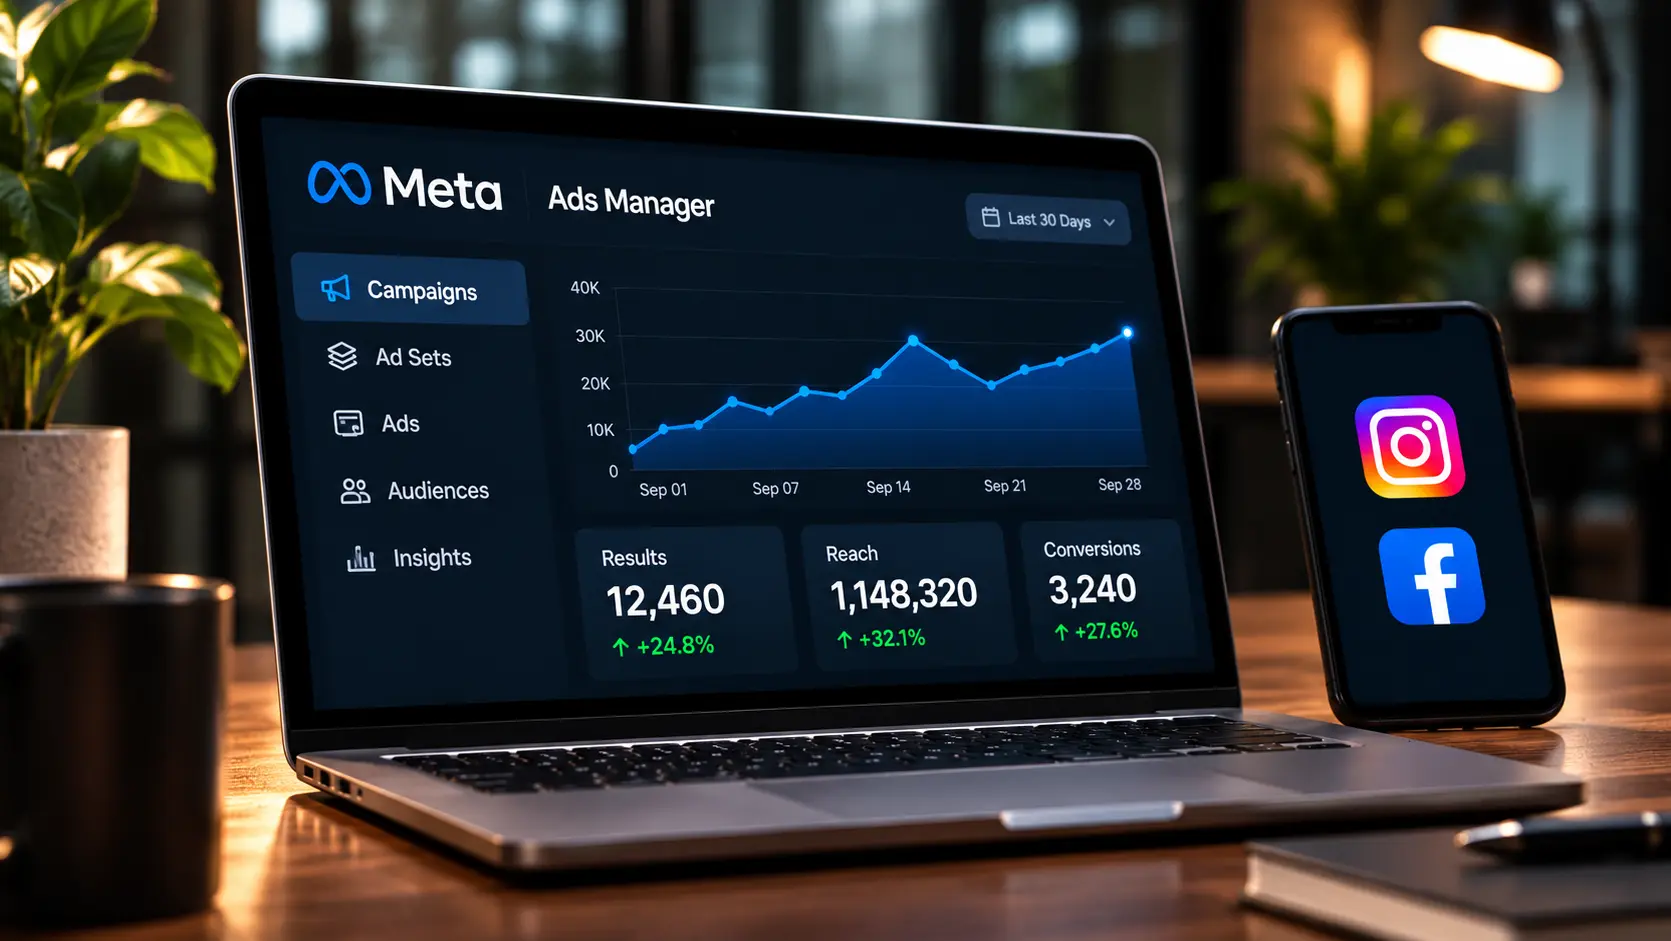 Meta
Ads Manager
Last 30 Days
Campaigns
Ad Sets
Ads
Audiences
Insights
40K
30K
20K
10K
0
Sep 01
Sep 07
Sep 14
Sep 21
Sep 28
Results
12,460
↑ +24.8%
Reach
1,148,320
↑ +32.1%
Conversions
3,240
↑ +27.6%